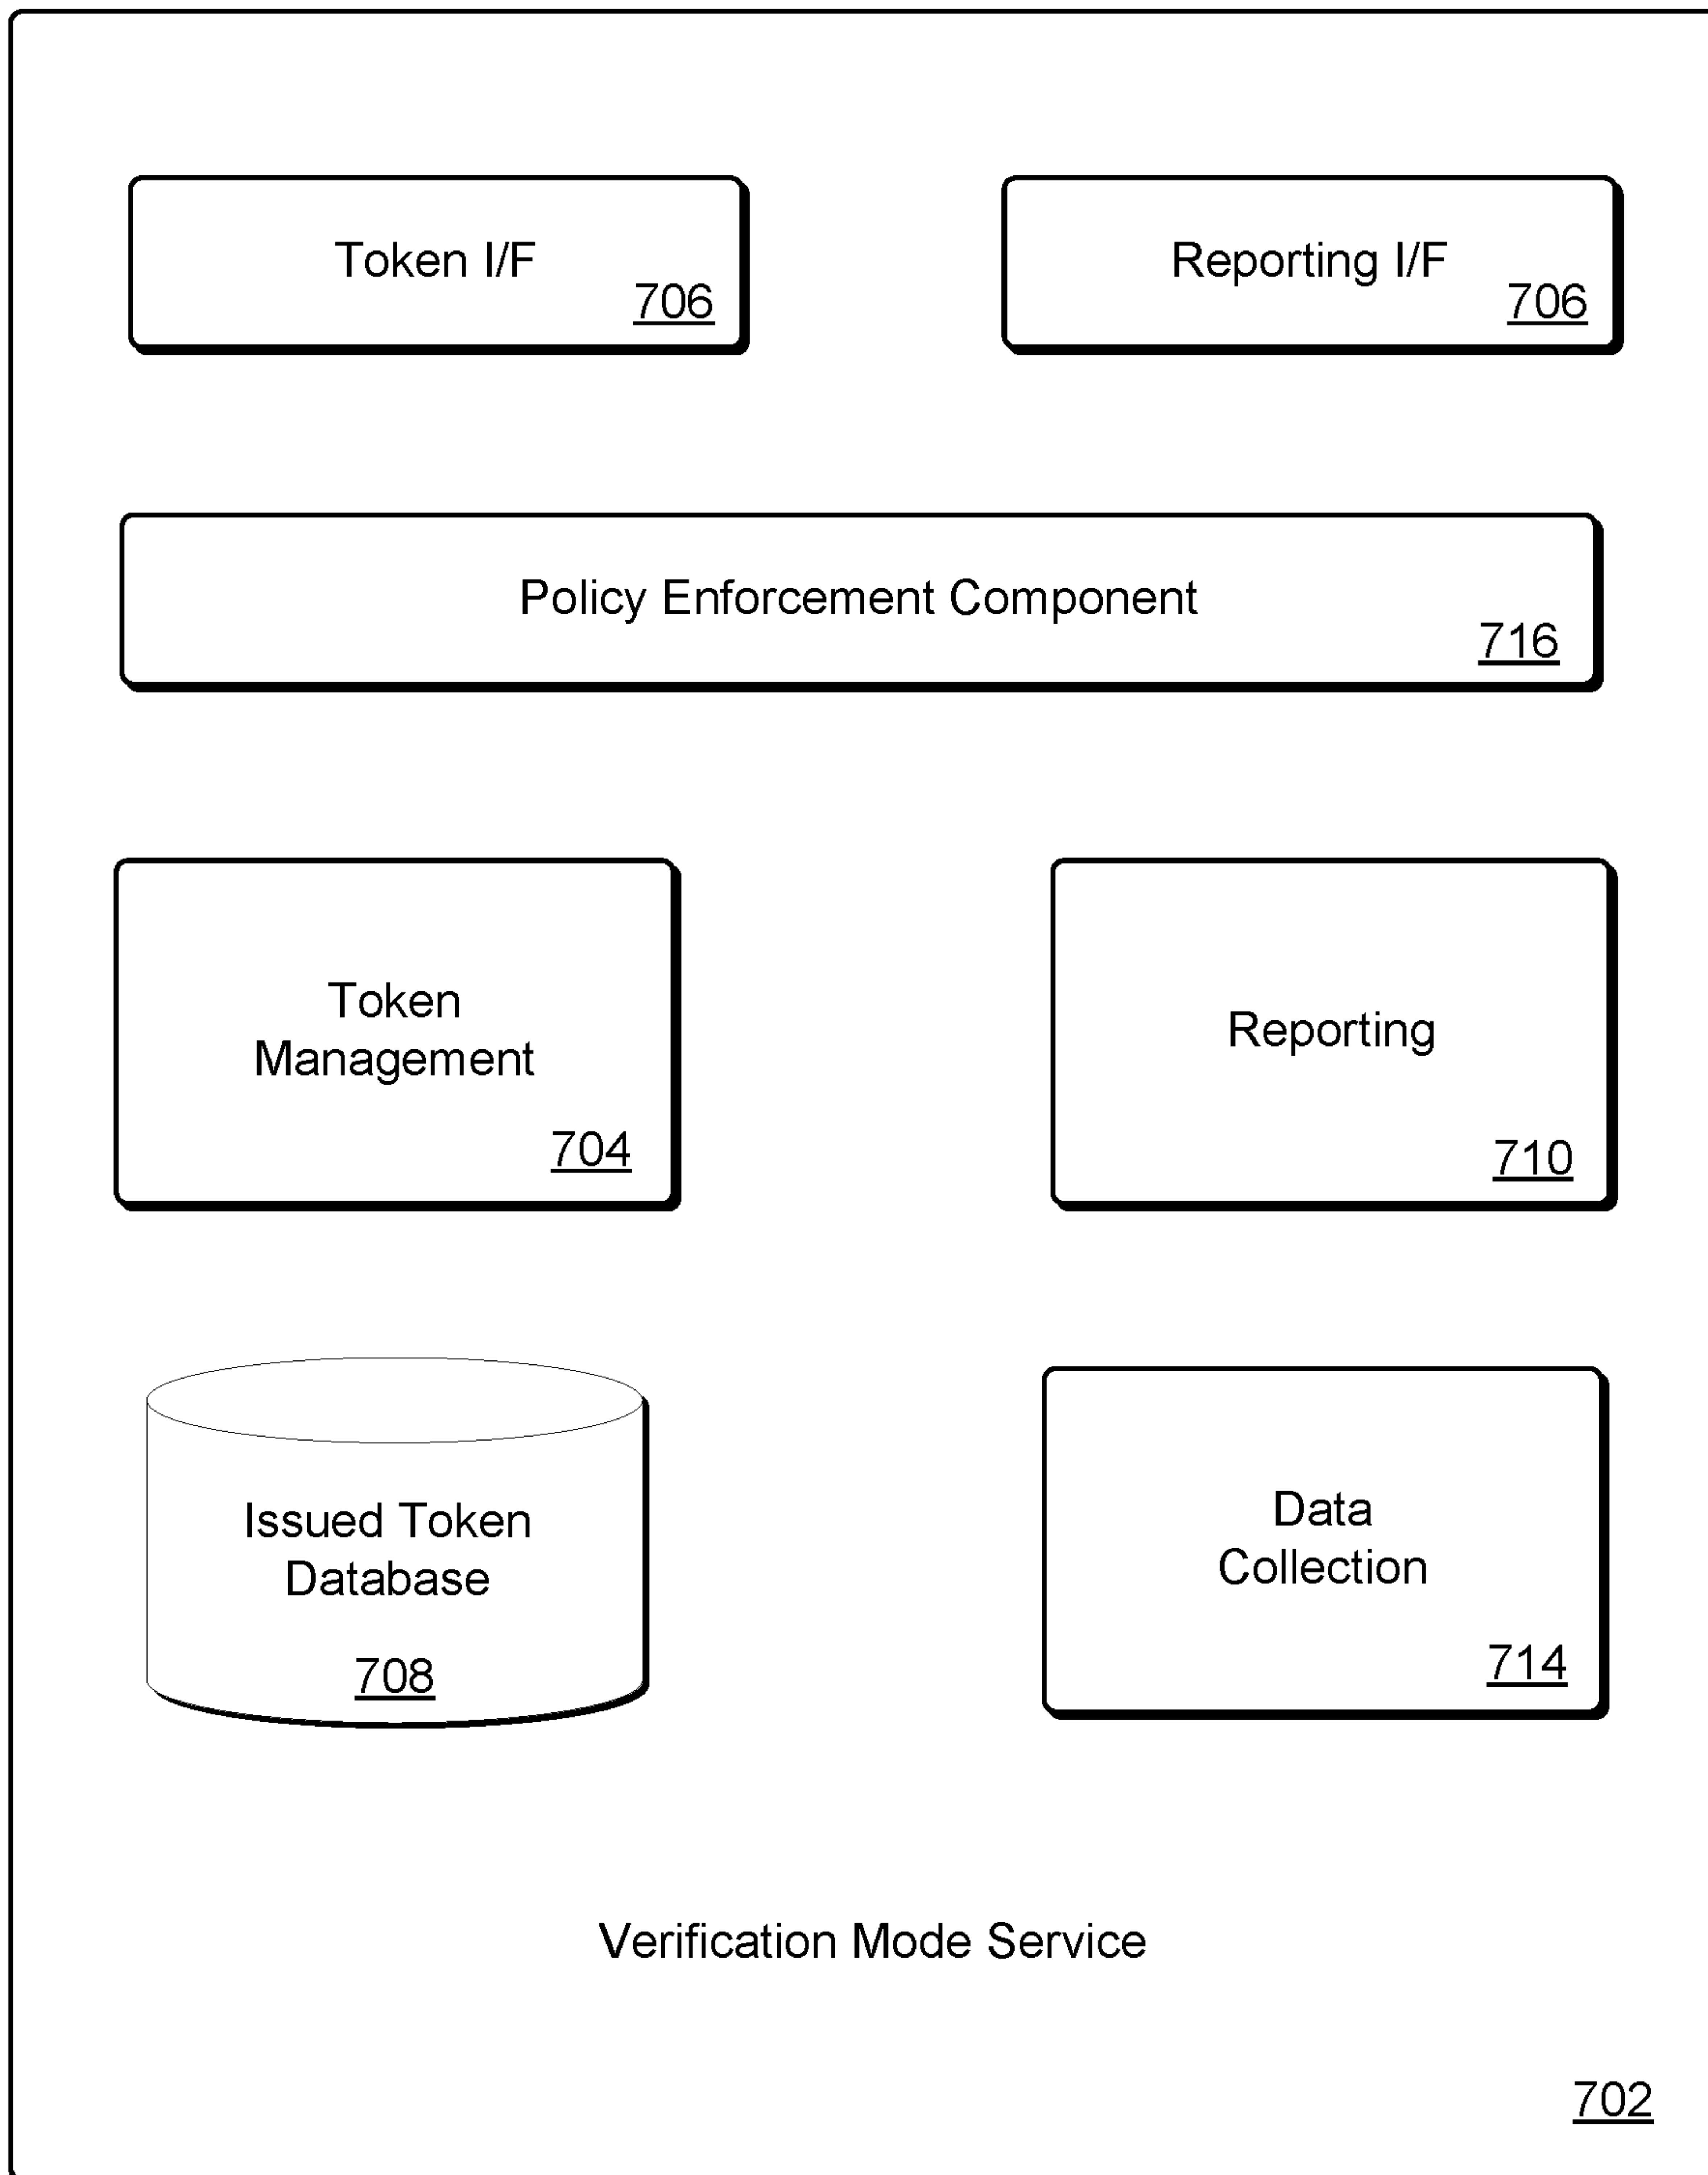 Token I/F
706
Reporting I/F
706
Policy Enforcement Component
716
Token
Management
704
Reporting
710
Issued Token
Database
708
Data
Collection
714
Verification Mode Service
702